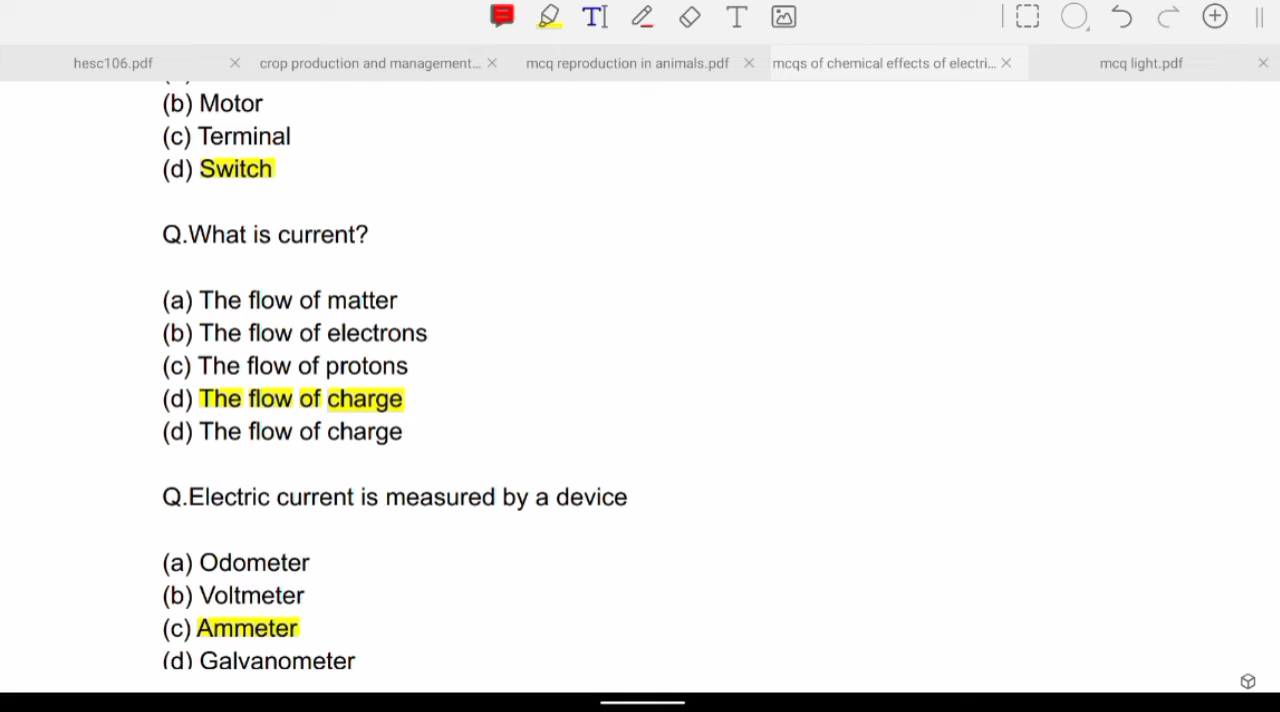 hesc106.pdf
crop production and management...
mcq reproduction in animals.pdf
mcqs of chemical effects of electri...
mcq light.pdf
(b) Motor
(c) Terminal
(d) Switch
Q.What is current?
(a) The flow of matter
(b) The flow of electrons
(c) The flow of protons
(d) The flow of charge
(d) The flow of charge
Q.Electric current is measured by a device
(a) Odometer
(b) Voltmeter
(c) Ammeter
(d) Galvanometer